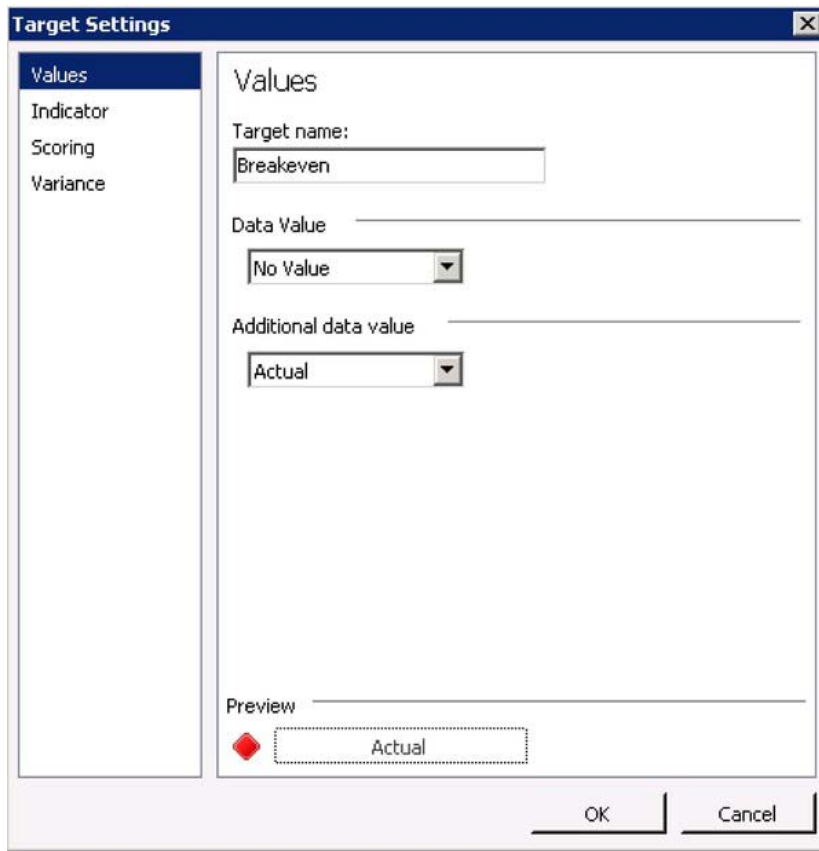 Target Settings
Values
Indicator
Scoring
Variance
Values
Target name:
Breakeven
Data Value
No Value
Additional data value
Actual
Preview
Actual
OK
Cancel